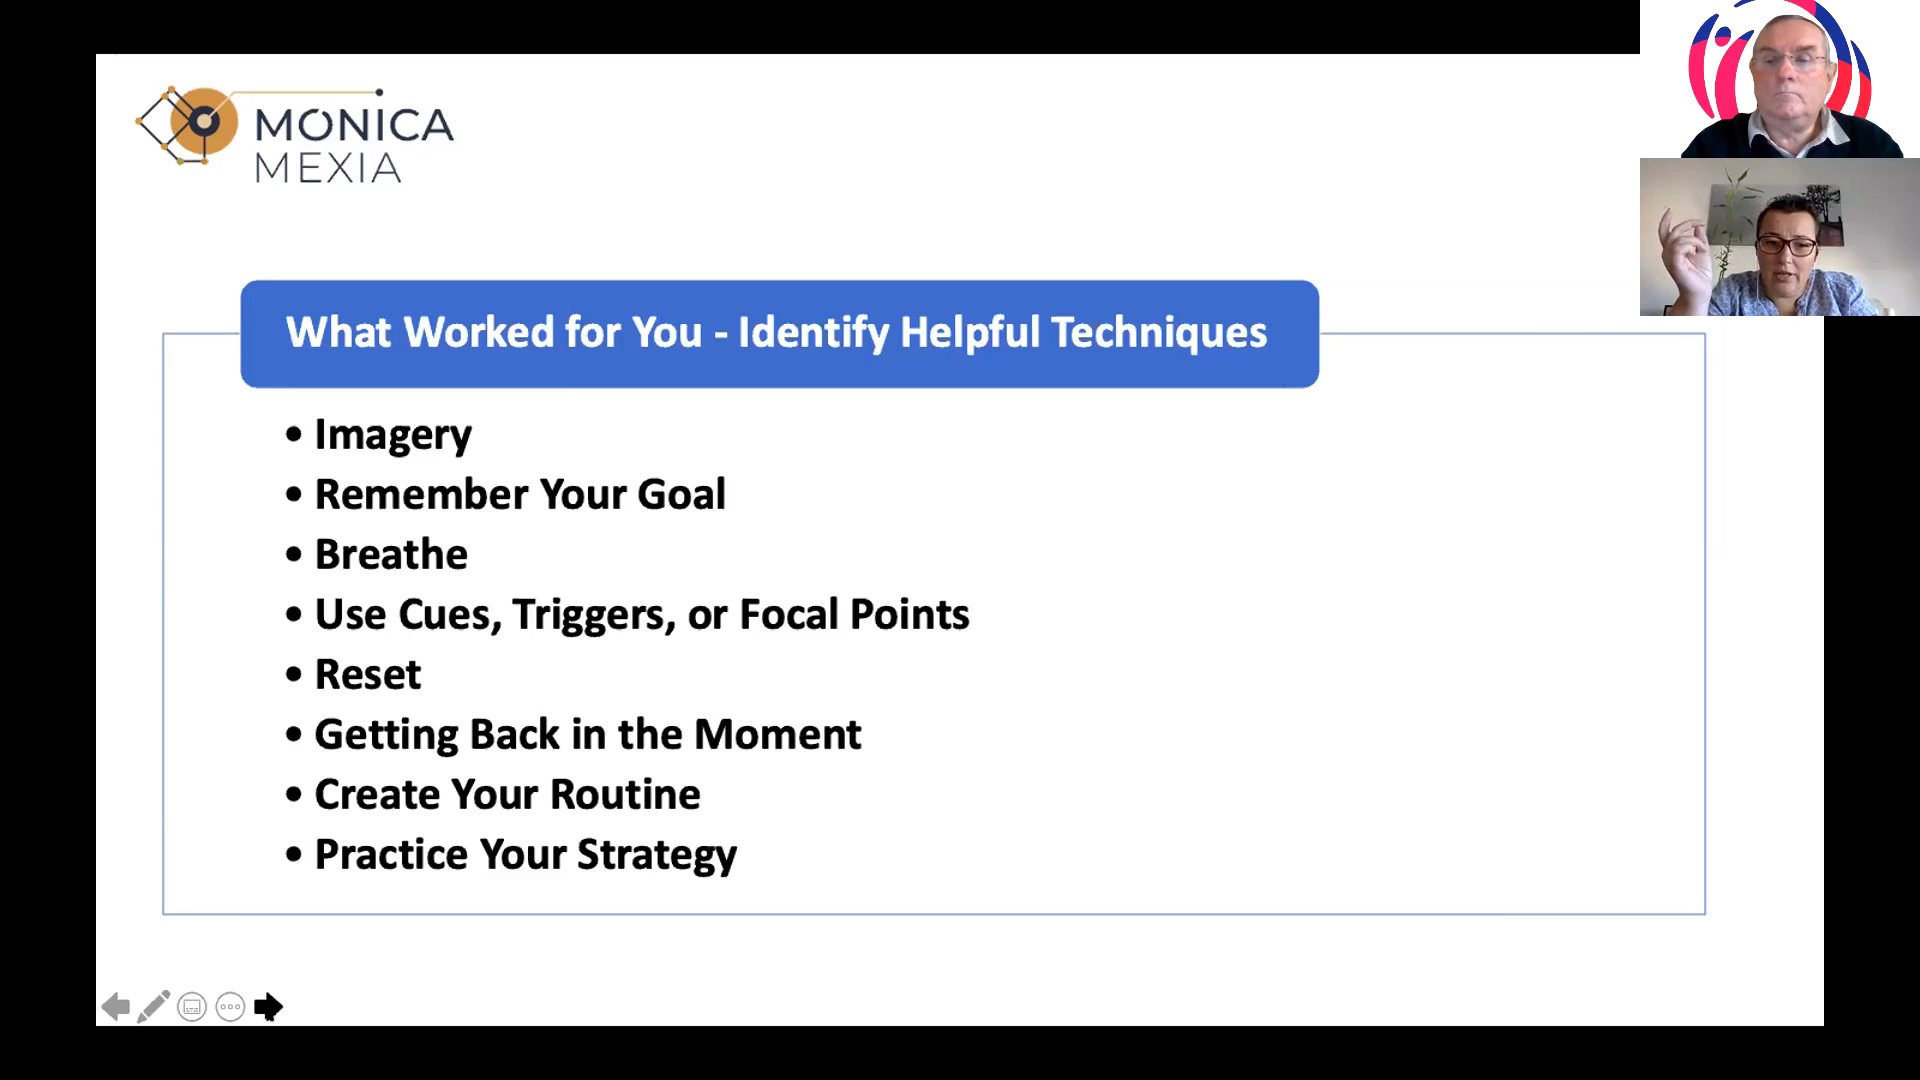 MONICA
MEXIA
What Worked for You - Identify Helpful Techniques
• Imagery
• Remember Your Goal
• Breathe
• Use Cues, Triggers, or Focal Points
• Reset
• Getting Back in the Moment
• Create Your Routine
• Practice Your Strategy